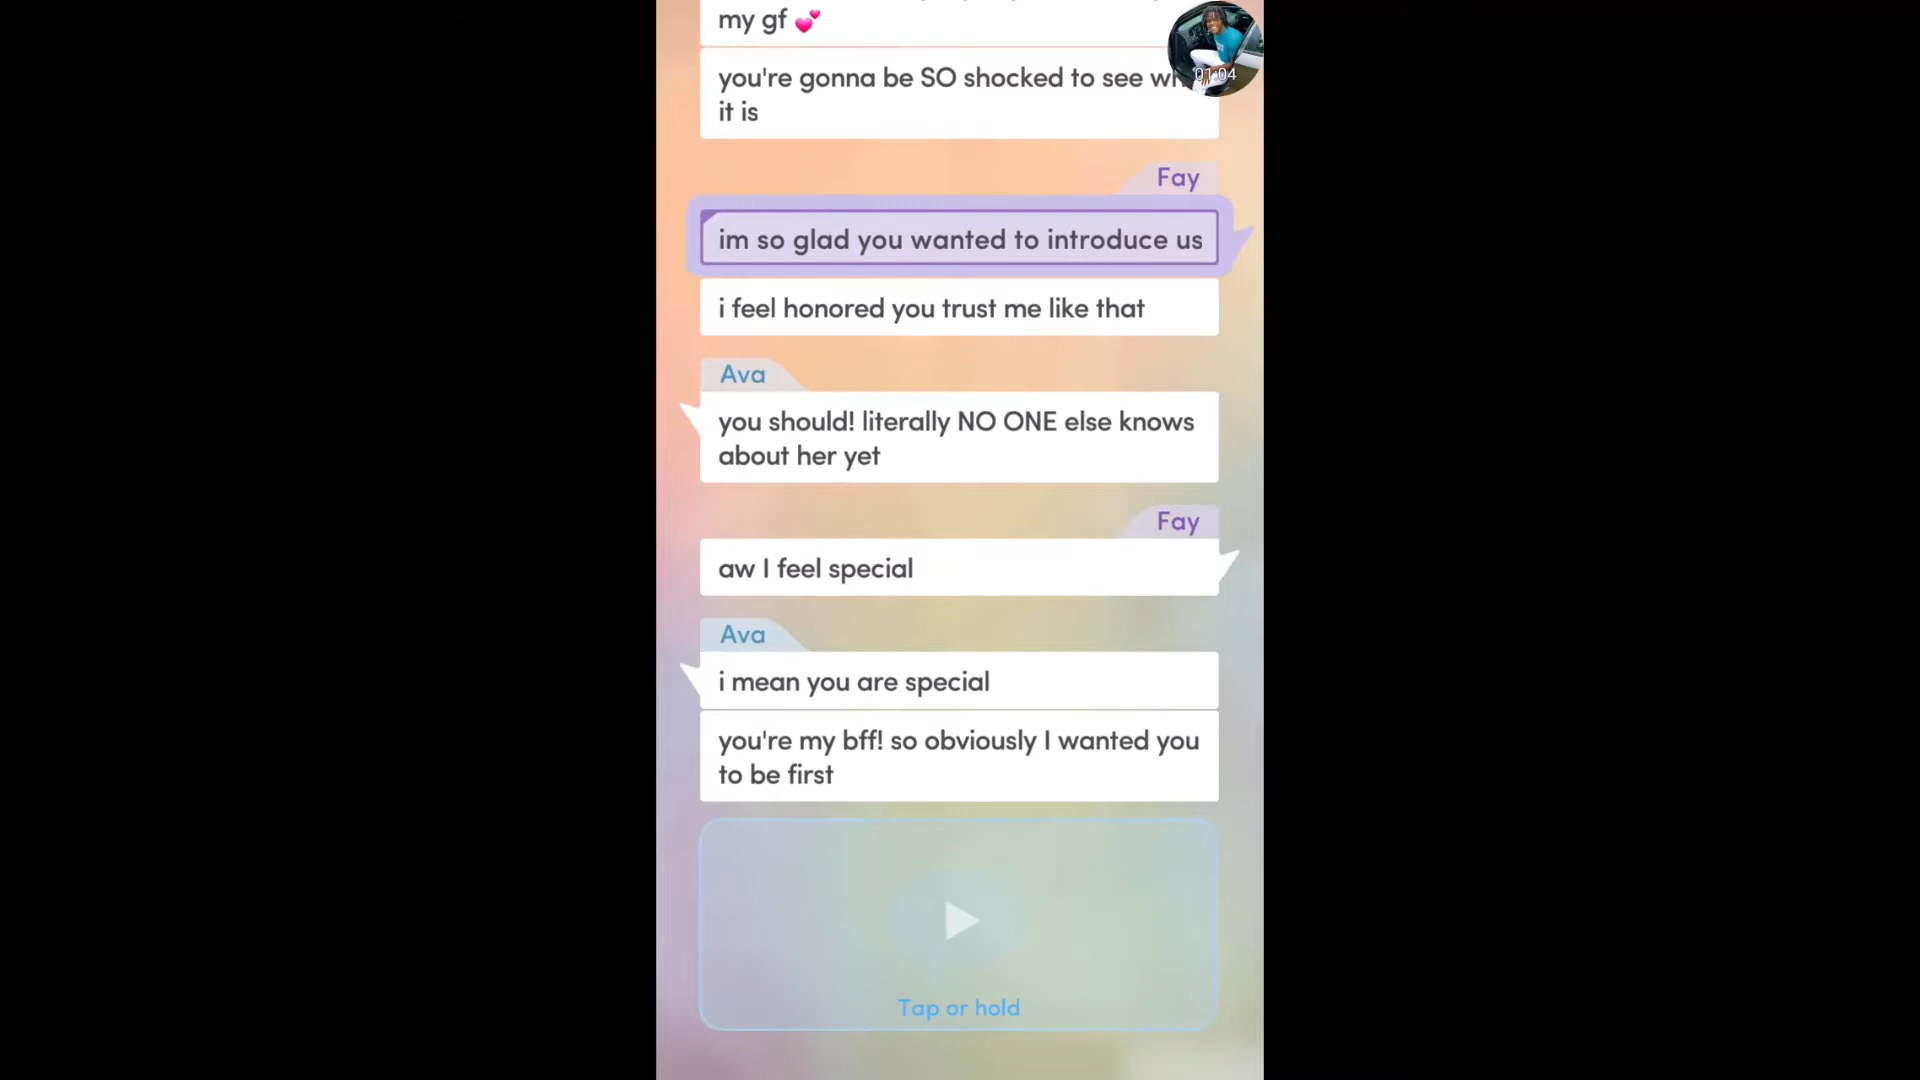 my gf 💕
you're gonna be SO shocked to see
it is
01:04
Fay
im so glad you wanted to introduce us
i feel honored you trust me like that
Ava
you should! literally NO ONE else knows
about her yet
Fay
aw I feel special
Ava
i mean you are special
you're my bff! so obviously I wanted you
to be first
Tap or hold